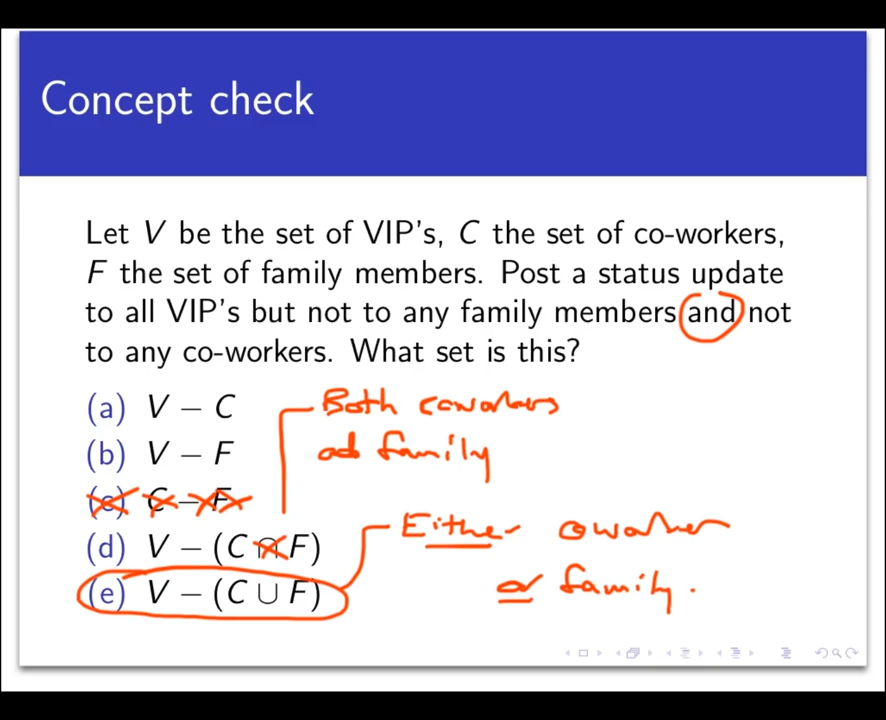 Concept check
Let V be the set of VIP's, C the set of co-workers,
F the set of family members. Post a status update
to all VIP's but not to any family members and not
to any co-workers. What set is this?
(a) V − C
Both coworkers
(b) V − F
ad family
(c) C − F
(d) V − (C ∩ F)
Either coworker
(e) V − (C ∪ F)
or family.